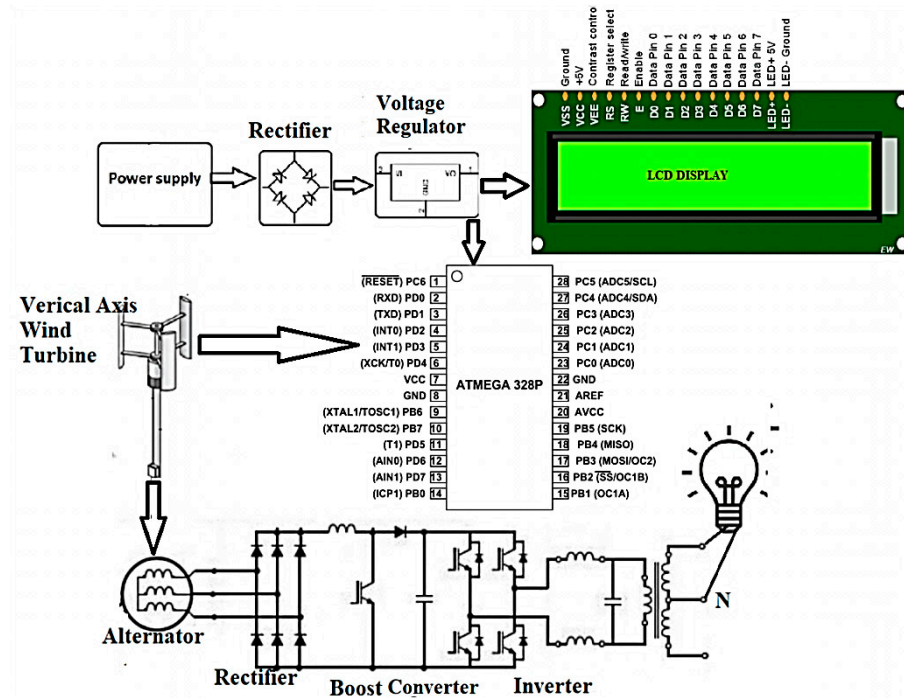 Ground
+5V
Contrast contro
Register select
Read/write
Enable
Data Pin 0
Data Pin 1
Data Pin 2
Data Pin 3
Data Pin 4
Data Pin 5
Data Pin 6
Data Pin 7
LED+ 5V
LED- Ground
VSS
VCC
VEE
RS
RW
E
D0
D1
D2
D3
D4
D5
D6
D7
LED+
LED-
LCD DISPLAY
EW
Voltage
Regulator
Rectifier
Power supply
GND
2
1
Verical Axis
Wind
Turbine
(RESET) PC6 1
(RXD) PD0 2
(TXD) PD1 3
(INT0) PD2 4
(INT1) PD3 5
(XCK/T0) PD4 6
VCC 7
GND 8
(XTAL1/TOSC1) PB6 9
(XTAL2/TOSC2) PB7 10
(T1) PD5 11
(AIN0) PD6 12
(AIN1) PD7 13
(ICP1) PB0 14
ATMEGA 328P
28 PC5 (ADC5/SCL)
27 PC4 (ADC4/SDA)
26 PC3 (ADC3)
25 PC2 (ADC2)
24 PC1 (ADC1)
23 PC0 (ADC0)
22 GND
21 AREF
20 AVCC
19 PB5 (SCK)
18 PB4 (MISO)
17 PB3 (MOSI/OC2)
16 PB2 (SS/OC1B)
15 PB1 (OC1A)
N
Alternator
Rectifier
Boost Converter
Inverter